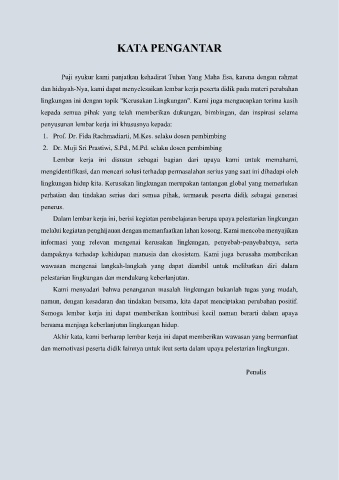 KATA PENGANTAR
Puji syukur kami panjatkan kehadirat Tuhan Yang Maha Esa, karena dengan rahmat
dan hidayah-Nya, kami dapat menyelesaikan lembar kerja peserta didik pada materi perubahan
lingkungan ini dengan topik "Kerusakan Lingkungan". Kami juga mengucapkan terima kasih
kepada semua pihak yang telah memberikan dukungan, bimbingan, dan inspirasi selama
penyusunan lembar kerja ini khususnya kepada:
1. Prof. Dr. Fida Rachmadiarti, M.Kes. selaku dosen pembimbing
2. Dr. Muji Sri Prastiwi, S.Pd., M.Pd. selaku dosen pembimbing
Lembar kerja ini disusun sebagai bagian dari upaya kami untuk memahami,
mengidentifikasi, dan mencari solusi terhadap permasalahan serius yang saat ini dihadapi oleh
lingkungan hidup kita. Kerusakan lingkungan merupakan tantangan global yang memerlukan
perhatian dan tindakan serius dari semua pihak, termasuk peserta didik sebagai generasi
penerus.
Dalam lembar kerja ini, berisi kegiatan pembelajaran berupa upaya pelestarian lingkungan
melalui kegiatan penghijauan dengan memanfaatkan lahan kosong. Kami mencoba menyajikan
informasi yang relevan mengenai kerusakan lingkungan, penyebab-penyebabnya, serta
dampaknya terhadap kehidupan manusia dan ekosistem. Kami juga berusaha memberikan
wawasan mengenai langkah-langkah yang dapat diambil untuk melibatkan diri dalam
pelestarian lingkungan dan mendukung keberlanjutan.
Kami menyadari bahwa penanganan masalah lingkungan bukanlah tugas yang mudah,
namun, dengan kesadaran dan tindakan bersama, kita dapat menciptakan perubahan positif.
Semoga lembar kerja ini dapat memberikan kontribusi kecil namun berarti dalam upaya
bersama menjaga keberlanjutan lingkungan hidup.
Akhir kata, kami berharap lembar kerja ini dapat memberikan wawasan yang bermanfaat
dan memotivasi peserta didik lainnya untuk ikut serta dalam upaya pelestarian lingkungan.
Penulis